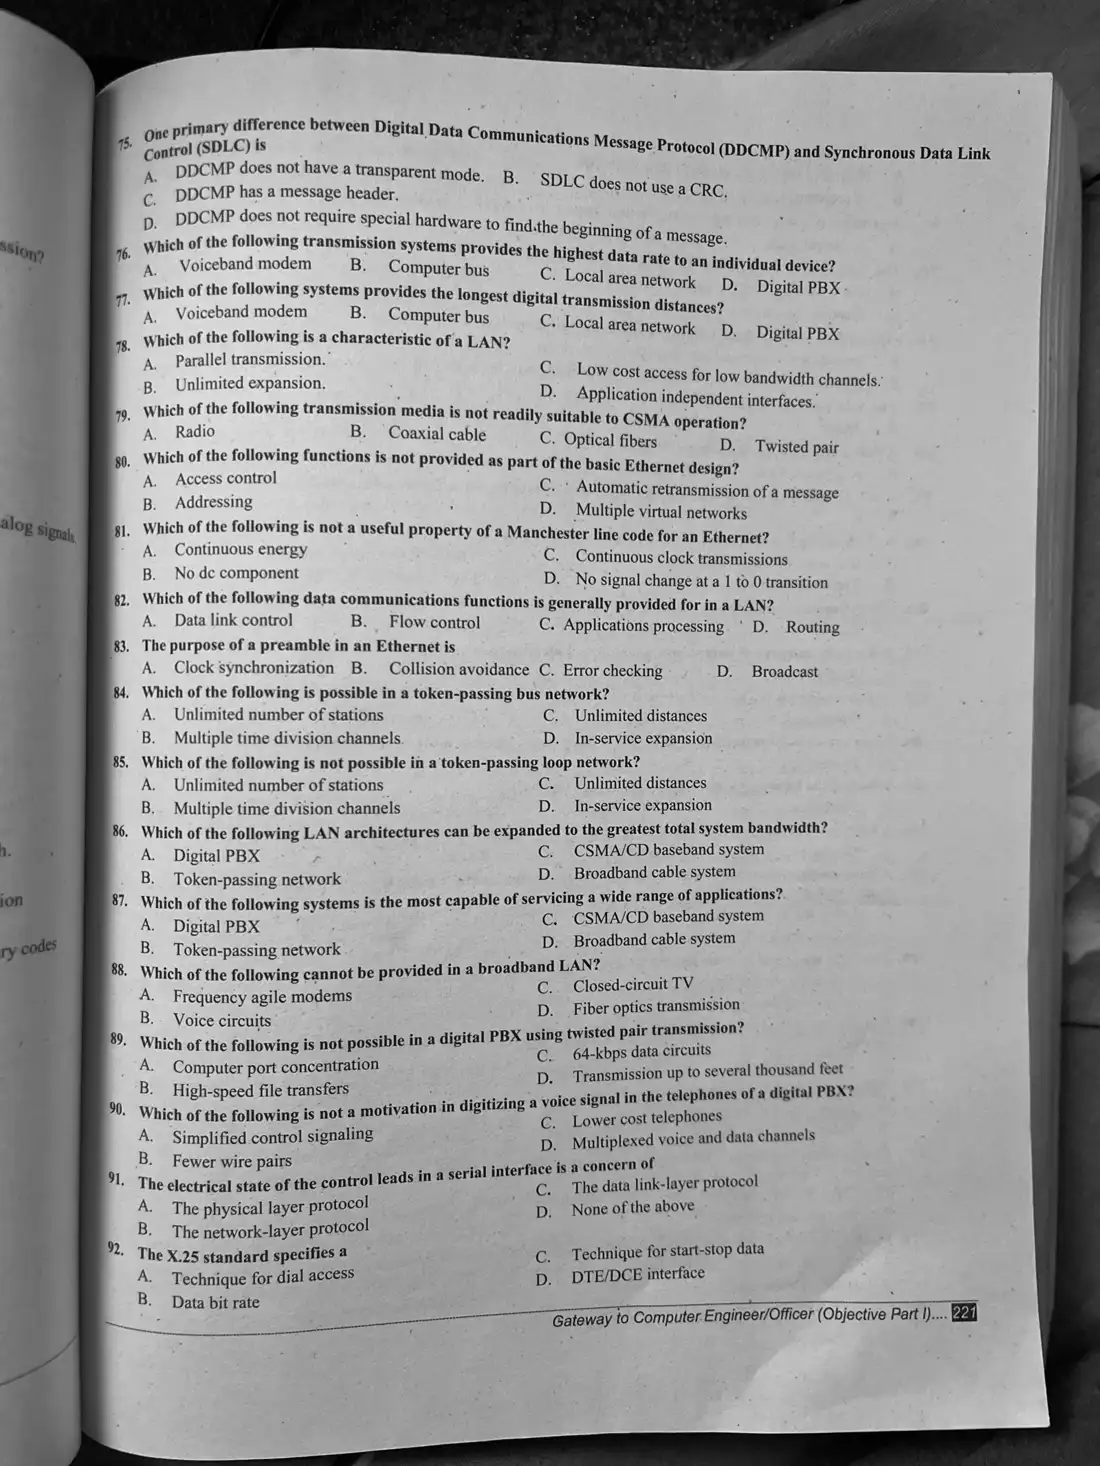 ssion?
alog signals.
h.
ion
ry codes
75. One primary difference between Digital Data Communications Message Protocol (DDCMP) and Synchronous Data Link
Control (SDLC) is
A. DDCMP does not have a transparent mode. B. SDLC does not use a CRC.
C. DDCMP has a message header.
D. DDCMP does not require special hardware to find the beginning of a message.
76. Which of the following transmission systems provides the highest data rate to an individual device?
A. Voiceband modem B. Computer bus C. Local area network D. Digital PBX
77. Which of the following systems provides the longest digital transmission distances?
A. Voiceband modem B. Computer bus C. Local area network D. Digital PBX
78. Which of the following is a characteristic of a LAN?
A. Parallel transmission. C. Low cost access for low bandwidth channels.
B. Unlimited expansion. D. Application independent interfaces.
79. Which of the following transmission media is not readily suitable to CSMA operation?
A. Radio B. Coaxial cable C. Optical fibers D. Twisted pair
80. Which of the following functions is not provided as part of the basic Ethernet design?
A. Access control C. Automatic retransmission of a message
B. Addressing D. Multiple virtual networks
81. Which of the following is not a useful property of a Manchester line code for an Ethernet?
A. Continuous energy C. Continuous clock transmissions
B. No dc component D. No signal change at a 1 to 0 transition
82. Which of the following data communications functions is generally provided for in a LAN?
A. Data link control B. Flow control C. Applications processing D. Routing
83. The purpose of a preamble in an Ethernet is
A. Clock synchronization B. Collision avoidance C. Error checking D. Broadcast
84. Which of the following is possible in a token-passing bus network?
A. Unlimited number of stations C. Unlimited distances
B. Multiple time division channels D. In-service expansion
85. Which of the following is not possible in a token-passing loop network?
A. Unlimited number of stations C. Unlimited distances
B. Multiple time division channels D. In-service expansion
86. Which of the following LAN architectures can be expanded to the greatest total system bandwidth?
A. Digital PBX C. CSMA/CD baseband system
B. Token-passing network D. Broadband cable system
87. Which of the following systems is the most capable of servicing a wide range of applications?
A. Digital PBX C. CSMA/CD baseband system
B. Token-passing network D. Broadband cable system
88. Which of the following cannot be provided in a broadband LAN?
A. Frequency agile modems C. Closed-circuit TV
B. Voice circuits D. Fiber optics transmission
89. Which of the following is not possible in a digital PBX using twisted pair transmission?
A. Computer port concentration C. 64-kbps data circuits
B. High-speed file transfers D. Transmission up to several thousand feet
90. Which of the following is not a motivation in digitizing a voice signal in the telephones of a digital PBX?
A. Simplified control signaling C. Lower cost telephones
B. Fewer wire pairs D. Multiplexed voice and data channels
91. The electrical state of the control leads in a serial interface is a concern of
A. The physical layer protocol C. The data link-layer protocol
B. The network-layer protocol D. None of the above
92. The X.25 standard specifies a
A. Technique for dial access C. Technique for start-stop data
B. Data bit rate D. DTE/DCE interface
Gateway to Computer Engineer/Officer (Objective Part I).... 221